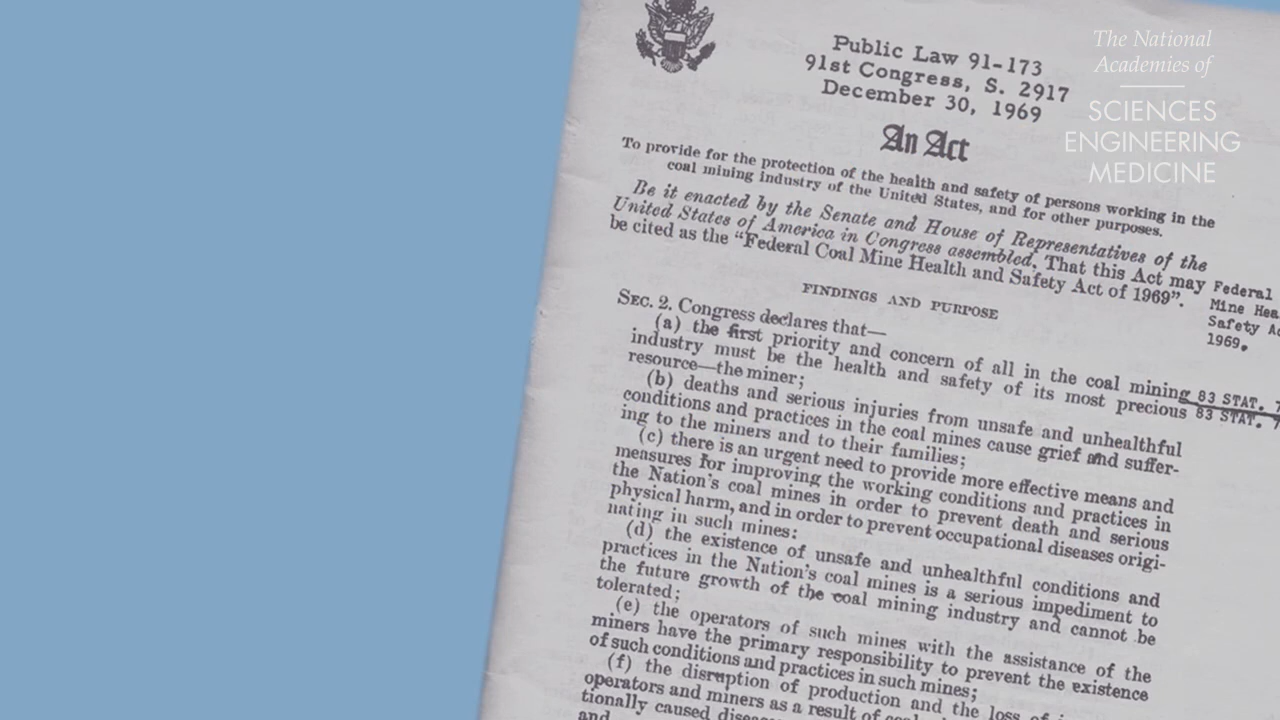 The National
Academies of
SCIENCES
ENGINEERING
MEDICINE
Public Law 91-173
91st Congress, S. 2917
December 30, 1969
An Act
To provide for the protection of the health and safety of persons working in the
coal mining industry of the United States, and for other purposes.
Be it enacted by the Senate and House of Representatives of the
United States of America in Congress assembled, That this Act may
be cited as the “Federal Coal Mine Health and Safety Act of 1969”.
Federal
Mine
Safety
1969.
FINDINGS AND PURPOSE
SEC. 2. Congress declares that—
(a) the first priority and concern of all in the coal mining
industry must be the health and safety of its most precious
resource—the miner;
83 STAT.
83 STAT.
(b) deaths and serious injuries from unsafe and unhealthful
conditions and practices in the coal mines cause grief and suffer-
ing to the miners and to their families;
(c) there is an urgent need to provide more effective means and
measures for improving the working conditions and practices in
the Nation's coal mines in order to prevent death and serious
physical harm, and in order to prevent occupational diseases origi-
nating in such mines:
(d) the existence of unsafe and unhealthful conditions and
practices in the Nation's coal mines is a serious impediment to
the future growth of the coal mining industry and cannot be
tolerated;
(e) the operators of such mines with the assistance of the
miners have the primary responsibility to prevent the existence
of such conditions and practices in such mines;
(f) the disruption of production and the loss of
operators and miners as a result of
tionally caused
and